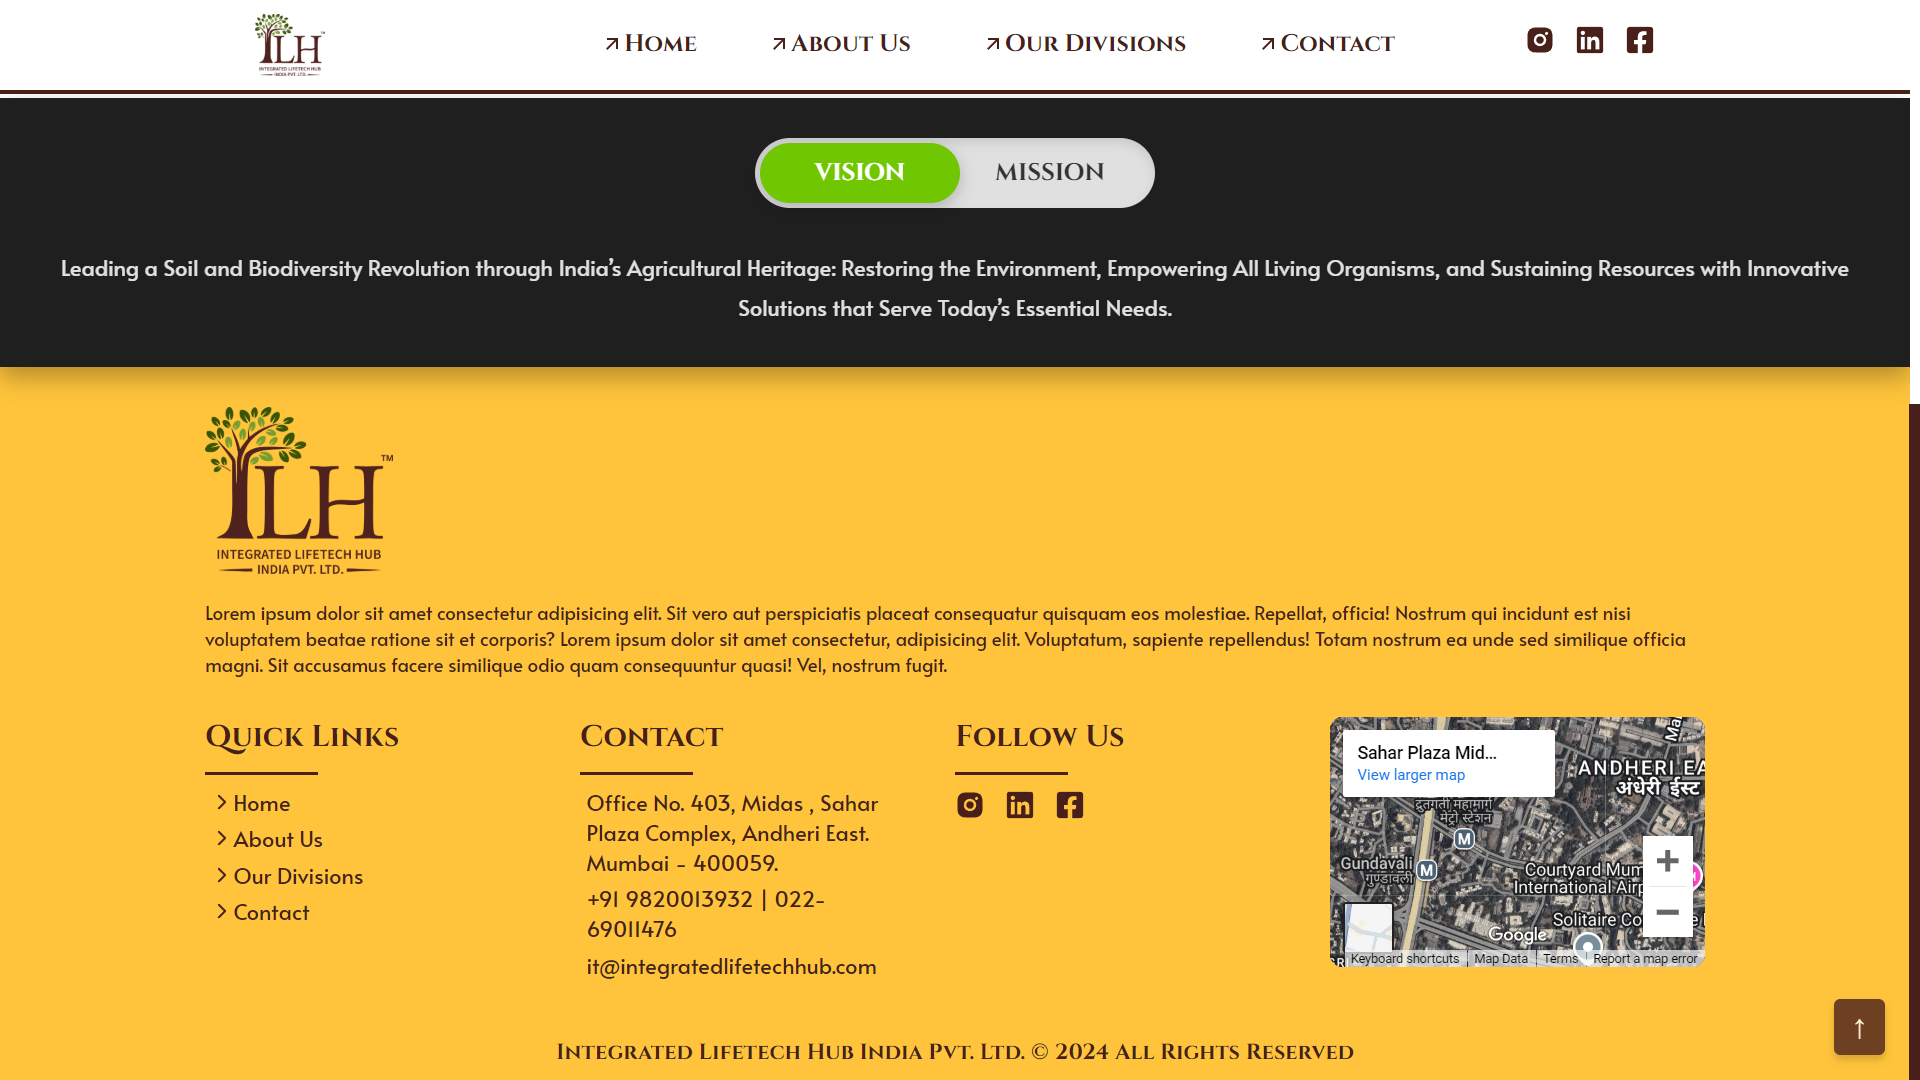 ILH™
INTEGRATED LIFETECH HUB
INDIA PVT. LTD.
Home
About Us
Our Divisions
Contact
VISION
MISSION
Leading a Soil and Biodiversity Revolution through India’s Agricultural Heritage: Restoring the Environment, Empowering All Living Organisms, and Sustaining Resources with Innovative
Solutions that Serve Today’s Essential Needs.
ILH™
INTEGRATED LIFETECH HUB
INDIA PVT. LTD.
Lorem ipsum dolor sit amet consectetur adipisicing elit. Sit vero aut perspiciatis placeat consequatur quisquam eos molestiae. Repellat, officia! Nostrum qui incidunt est nisi
voluptatem beatae ratione sit et corporis? Lorem ipsum dolor sit amet consectetur, adipisicing elit. Voluptatum, sapiente repellendus! Totam nostrum ea unde sed similique officia
magni. Sit accusamus facere similique odio quam consequuntur quasi! Vel, nostrum fugit.
Quick Links
Home
About Us
Our Divisions
Contact
Contact
Office No. 403, Midas , Sahar
Plaza Complex, Andheri East.
Mumbai - 400059.
+91 9820013932 | 022-
69011476
it@integratedlifetechhub.com
Follow Us
Sahar Plaza Mid...
View larger map
ANDHERI EA
अंधेरी ईस्ट
द्रुतगती महामार्ग
मेट्रो स्टेशन
M
Gundavali
गुण्डावली
M
Courtyard Mum
International Airp
Solitaire Co
Google
Keyboard shortcuts
Map Data
Terms
Report a map error
Integrated Lifetech Hub India Pvt. Ltd. © 2024 All Rights Reserved
↑